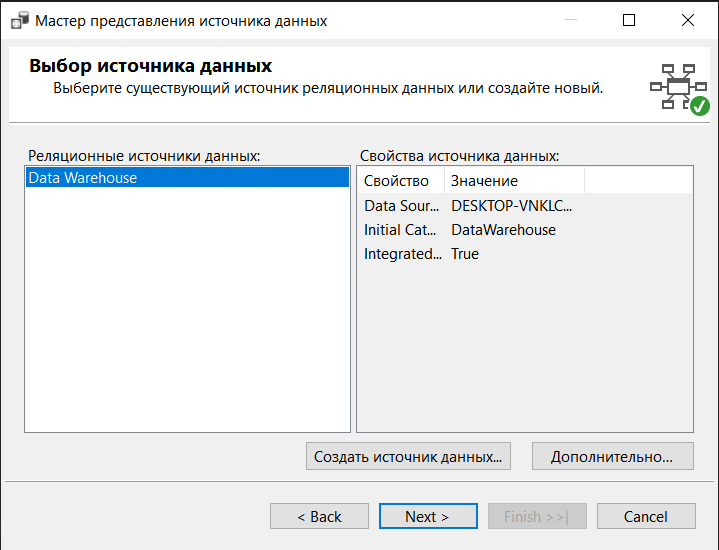 Мастер представления источника данных
Выбор источника данных
Выберите существующий источник реляционных данных или создайте новый.
Реляционные источники данных:
Data Warehouse
Свойства источника данных:
Свойство Значение
Data Sour... DESKTOP-VNKLC...
Initial Cat... DataWarehouse
Integrated... True
Создать источник данных... Дополнительно...
< Back Next > Finish >>| Cancel